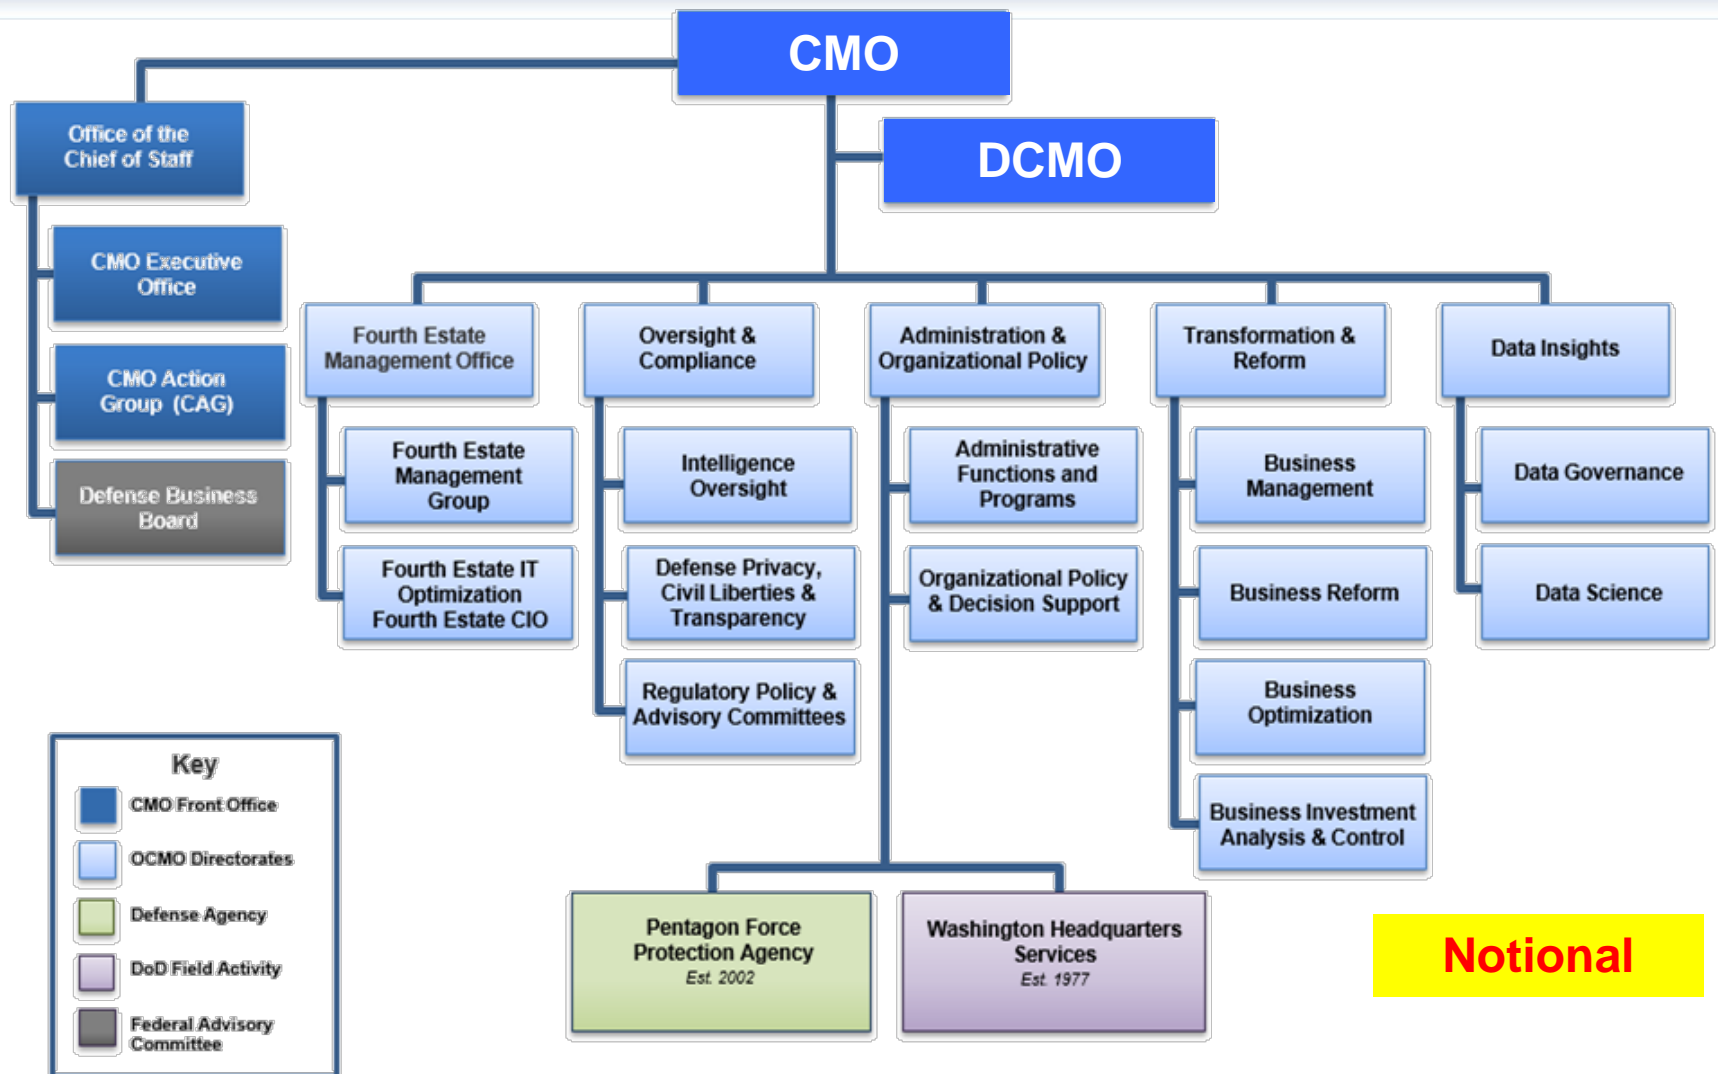 CMO
DCMO
Office of the
Chief of Staff
CMO Executive
Office
CMO Action
Group (CAG)
Defense Business
Board
Fourth Estate
Management Office
Fourth Estate
Management
Group
Fourth Estate IT
Optimization
Fourth Estate CIO
Oversight &
Compliance
Intelligence
Oversight
Defense Privacy,
Civil Liberties &
Transparency
Regulatory Policy &
Advisory Committees
Administration &
Organizational Policy
Administrative
Functions and
Programs
Organizational Policy
& Decision Support
Transformation &
Reform
Business
Management
Business Reform
Business
Optimization
Business Investment
Analysis & Control
Data Insights
Data Governance
Data Science
Pentagon Force
Protection Agency
Est. 2002
Washington Headquarters
Services
Est. 1977
Key
CMO Front Office
OCMO Directorates
Defense Agency
DoD Field Activity
Federal Advisory
Committee
Notional